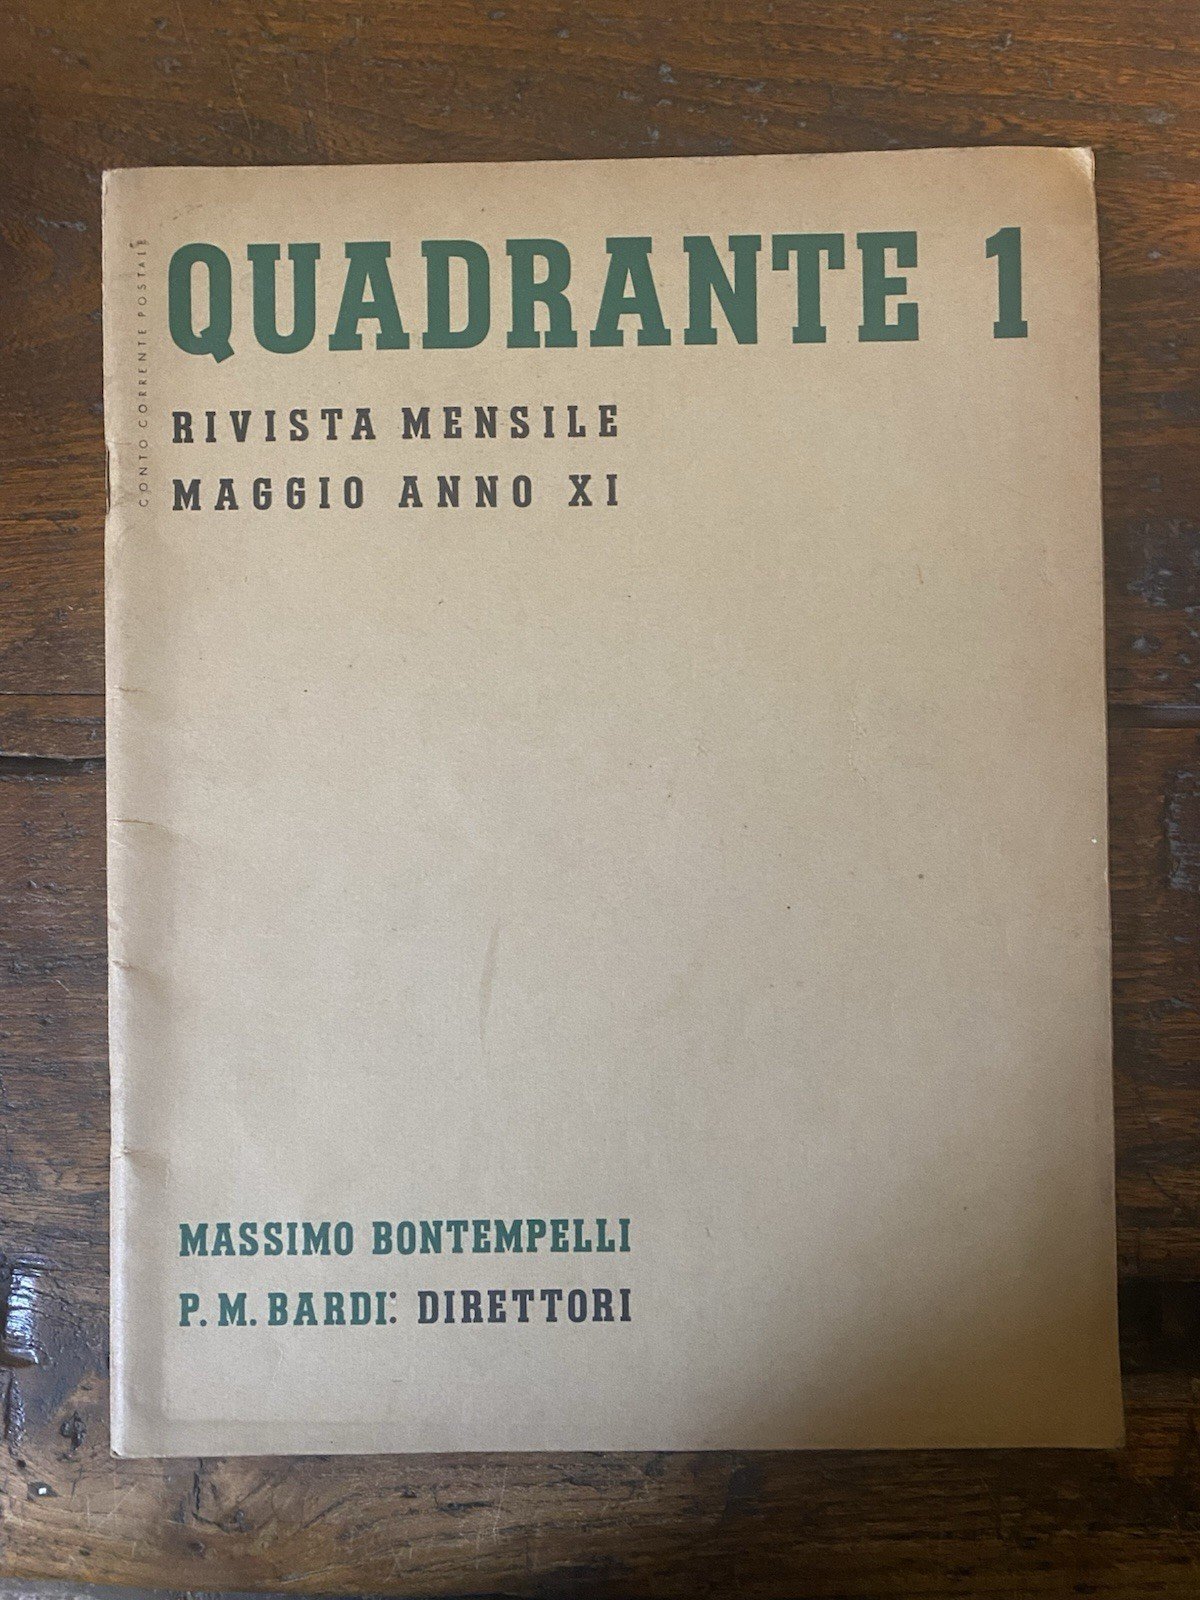 QUADRANTE 1
CONTO CORRENTE POSTALE
RIVISTA MENSILE
MAGGIO ANNO XI
MASSIMO BONTEMPELLI
P. M. BARDI: DIRETTORI